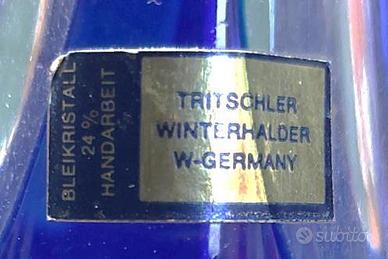 BLEIKRISTALL
24%
HANDARBEIT
TRITSCHLER
WINTERHALDER
W-GERMANY
subito